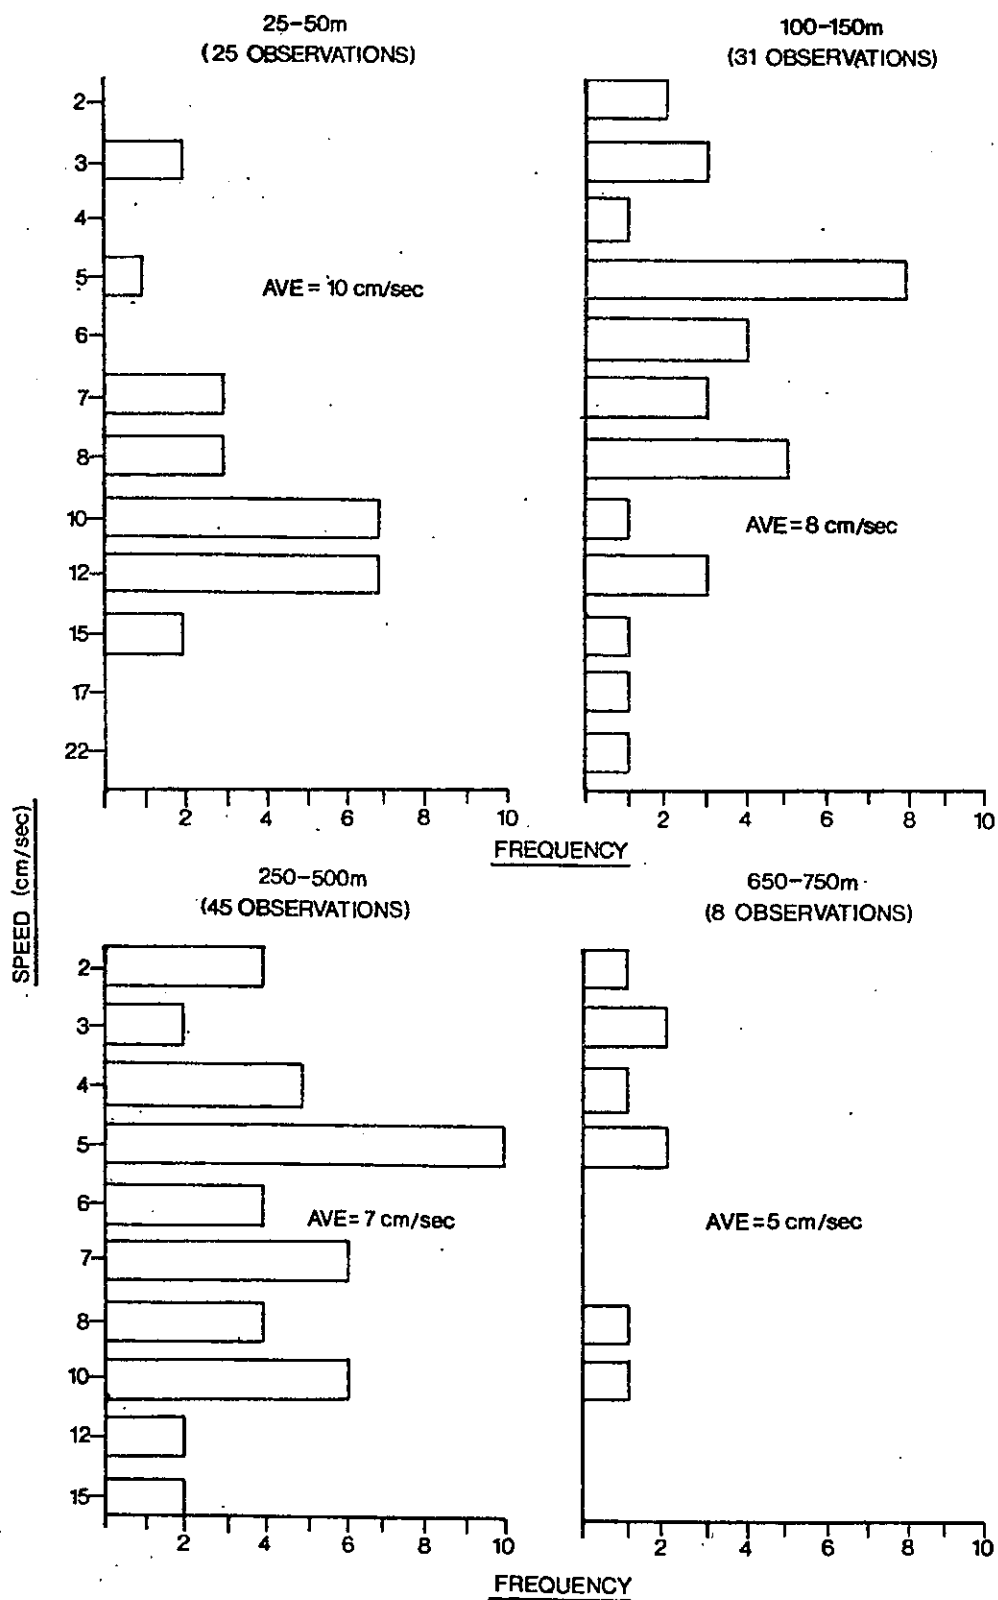 25-50m
(25 OBSERVATIONS)
2
3
4
5
6
7
8
10
12
15
17
22
AVE = 10 cm/sec
2
4
6
8
10
100-150m
(31 OBSERVATIONS)
AVE = 8 cm/sec
2
4
6
8
10
FREQUENCY
SPEED (cm/sec)
250-500m
(45 OBSERVATIONS)
2
3
4
5
6
7
8
10
12
15
AVE = 7 cm/sec
2
4
6
8
10
650-750m
(8 OBSERVATIONS)
AVE = 5 cm/sec
2
4
6
8
10
FREQUENCY